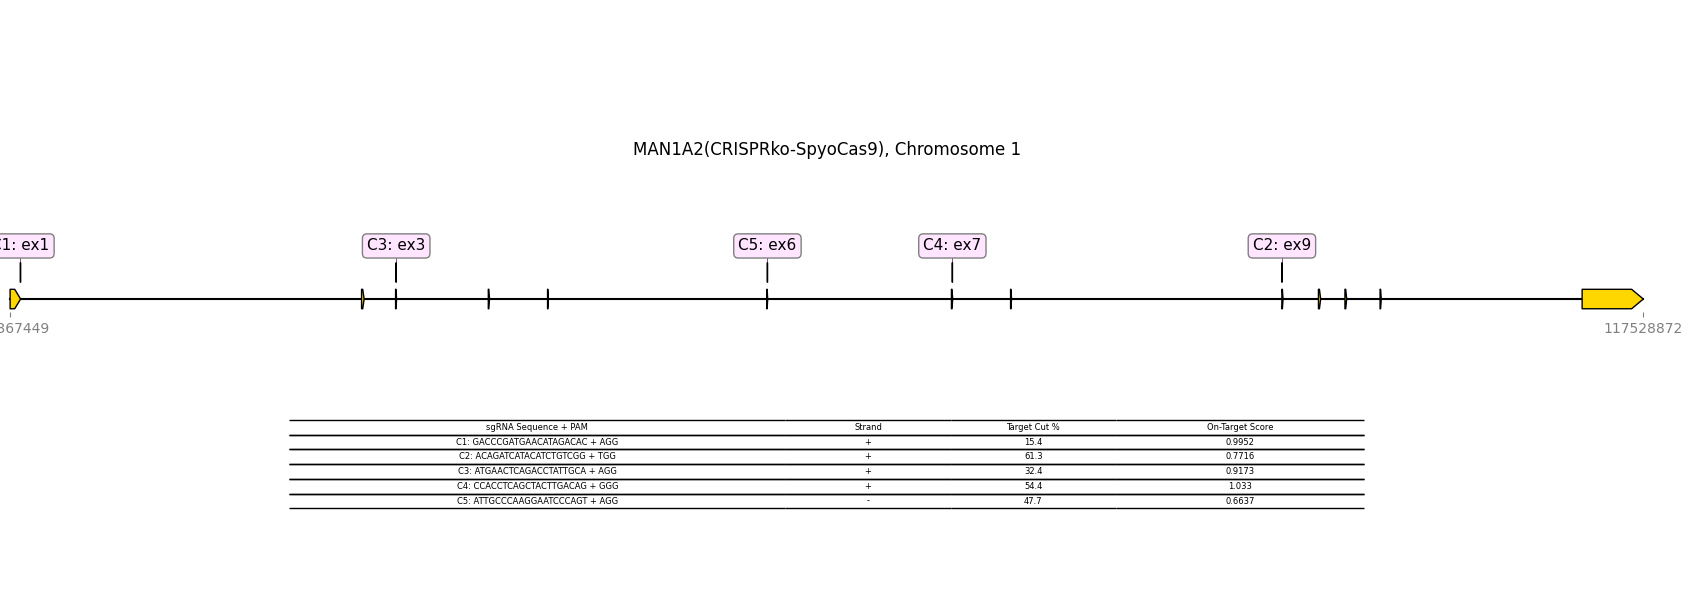 MAN1A2(CRISPRko-SpyoCas9), Chromosome 1
C1: ex1 C3: ex3 C5: ex6 C4: ex7 C2: ex9
367449 117528872
sgRNA Sequence + PAM Strand Target Cut % On-Target Score
C1: GACCCGATGAACATAGACAC + AGG + 15.4 0.9952
C2: ACAGATCATACATCTGTCGG + TGG + 61.3 0.7716
C3: ATGAACTCAGACCTATTGCA + AGG + 32.4 0.9173
C4: CCACCTCAGCTACTTGACAG + GGG + 54.4 1.033
C5: ATTGCCCAAGGAATCCCAGT + AGG - 47.7 0.6637